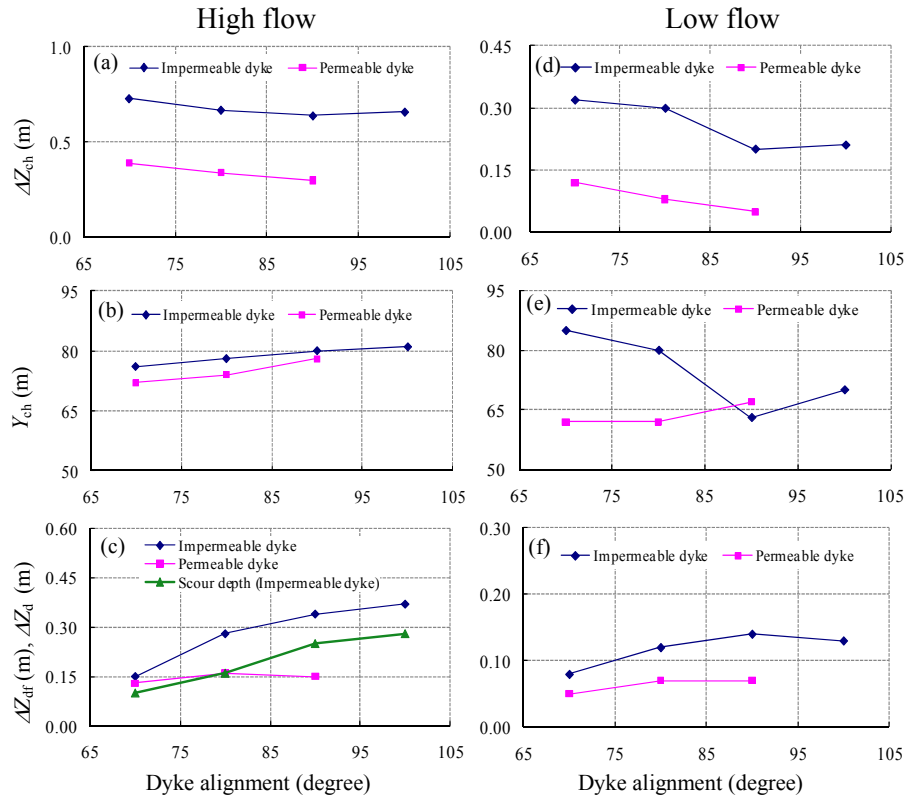 High flow
Low flow
(a)
Impermeable dyke
Permeable dyke
ΔZch (m)
1.0
0.5
0.0
65 75 85 95 105
(d)
Impermeable dyke
Permeable dyke
0.45
0.30
0.15
0.00
65 75 85 95 105
(b)
Impermeable dyke
Permeable dyke
Ych (m)
95
80
65
50
65 75 85 95 105
(e)
Impermeable dyke
Permeable dyke
95
80
65
50
65 75 85 95 105
(c)
Impermeable dyke
Permeable dyke
Scour depth (Impermeable dyke)
ΔZdf (m), ΔZd (m)
0.60
0.45
0.30
0.15
0.00
65 75 85 95 105
Dyke alignment (degree)
(f)
Impermeable dyke
Permeable dyke
0.30
0.20
0.10
0.00
65 75 85 95 105
Dyke alignment (degree)